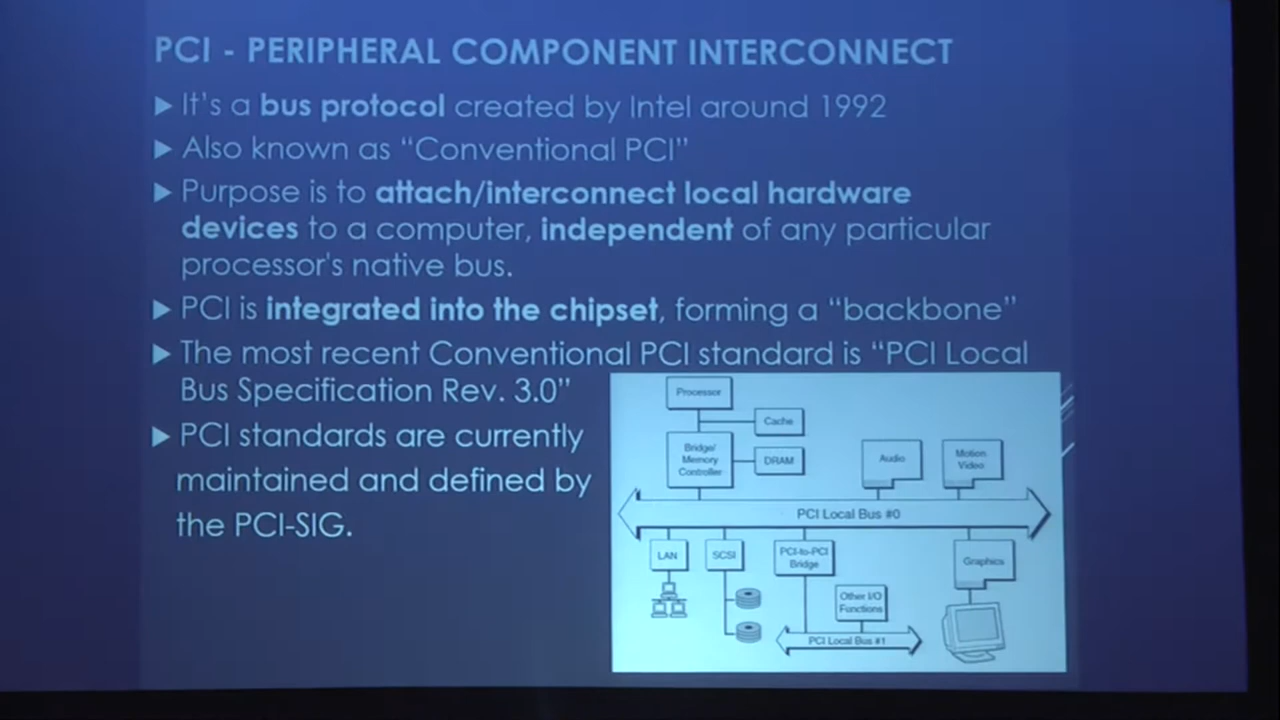 PCI - PERIPHERAL COMPONENT INTERCONNECT
It's a bus protocol created by Intel around 1992
Also known as “Conventional PCI”
Purpose is to attach/interconnect local hardware
devices to a computer, independent of any particular
processor's native bus.
PCI is integrated into the chipset, forming a “backbone”
The most recent Conventional PCI standard is “PCI Local
Bus Specification Rev. 3.0”
PCI standards are currently
maintained and defined by
the PCI-SIG.
Processor
Cache
Bridge/
Memory
Controller
DRAM
Audio
Motion
Video
PCI Local Bus #0
LAN
SCSI
PCI-to-PCI
Bridge
Graphics
Other I/O
Functions
PCI Local Bus #1